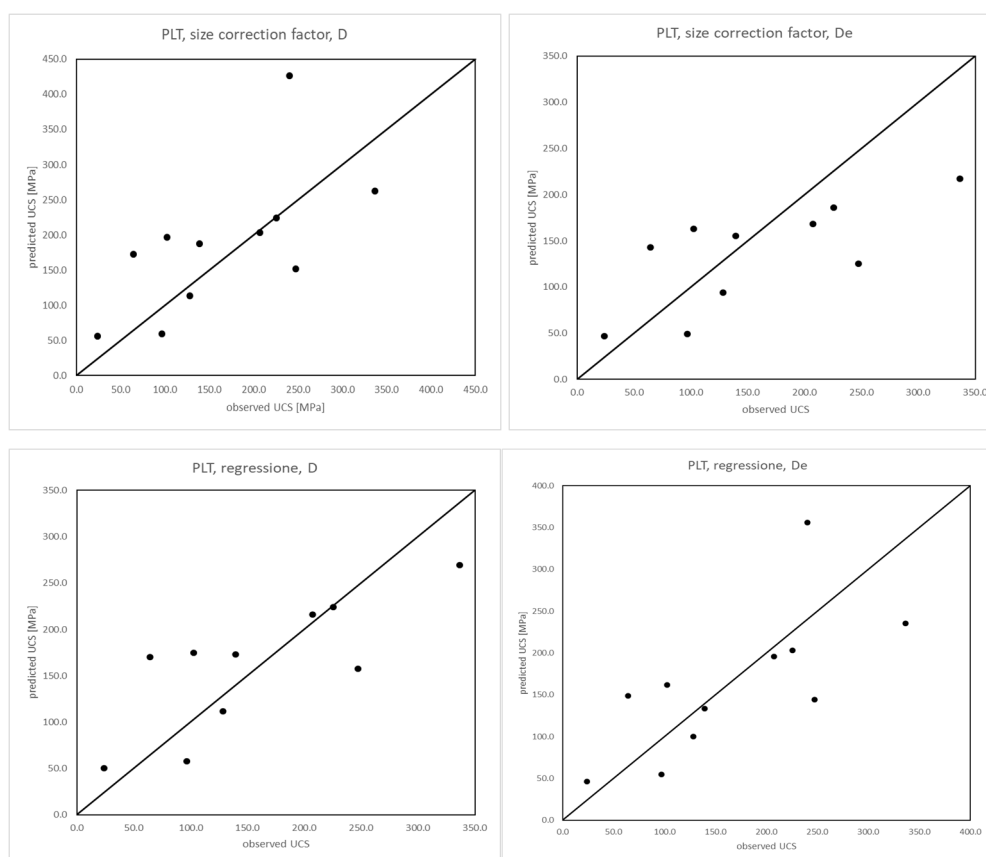 PLT, size correction factor, D
450.0
400.0
350.0
300.0
250.0
200.0
150.0
100.0
50.0
0.0
predicted UCS [MPa]
0.0 50.0 100.0 150.0 200.0 250.0 300.0 350.0 400.0 450.0
observed UCS [MPa]
PLT, size correction factor, De
350.0
300.0
250.0
200.0
150.0
100.0
50.0
0.0
predicted UCS [MPa]
0.0 50.0 100.0 150.0 200.0 250.0 300.0 350.0
observed UCS
PLT, regressione, D
350.0
300.0
250.0
200.0
150.0
100.0
50.0
0.0
predicted UCS [MPa]
0.0 50.0 100.0 150.0 200.0 250.0 300.0 350.0
observed UCS
PLT, regressione, De
400.0
350.0
300.0
250.0
200.0
150.0
100.0
50.0
0.0
predicted UCS [MPa]
0.0 50.0 100.0 150.0 200.0 250.0 300.0 350.0 400.0
observed UCS